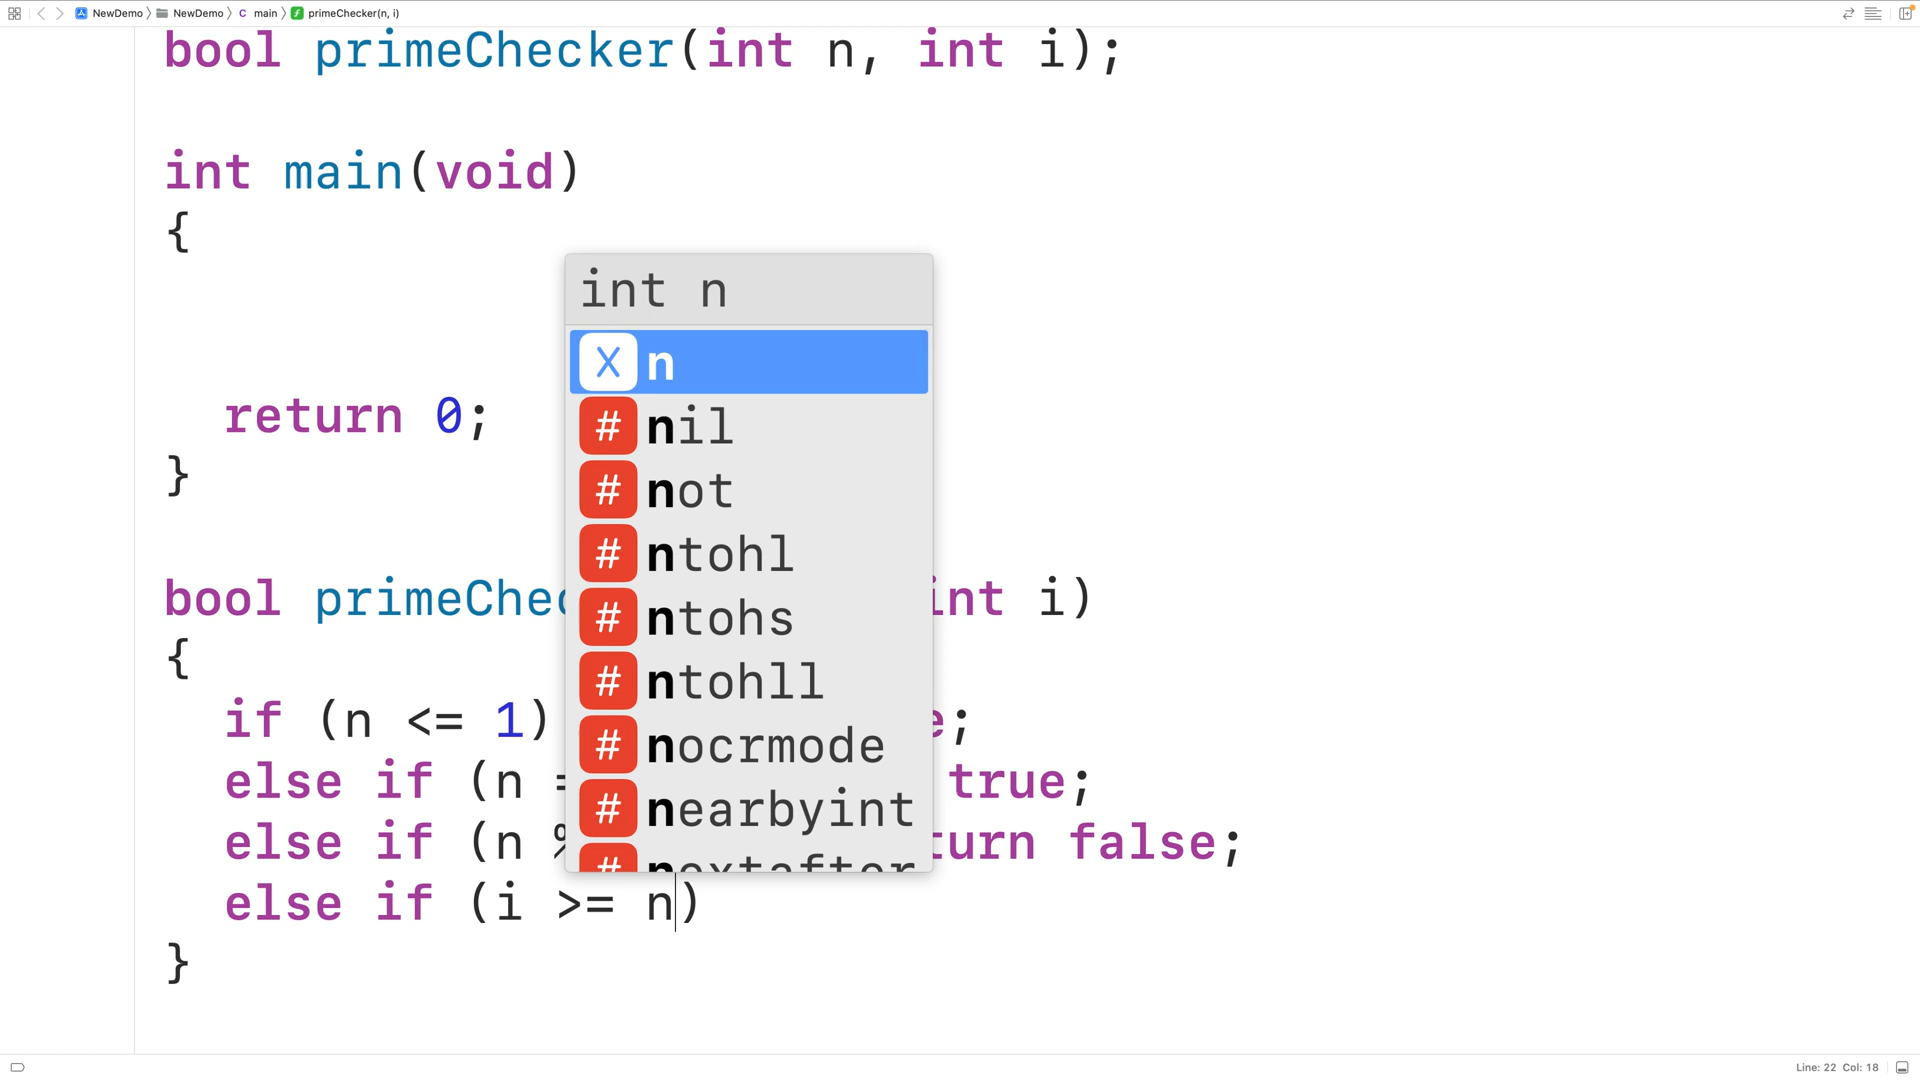 NewDemo NewDemo C main f primeChecker(n, i)
bool primeChecker(int n, int i);
int main(void)
{
int n
X n
# nil
return 0;
# not
}
# ntohl
bool primeChec int i)
# ntohs
{
# ntohll
if (n <= 1) ;
# nocrmode
else if (n true;
# nearbyint
else if (n return false;
# nextafter
else if (i >= n)
}
Line: 22 Col: 18